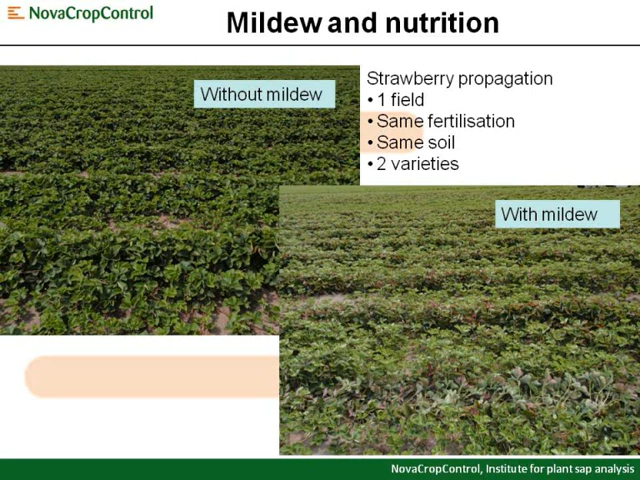 NovaCropControl
Mildew and nutrition
Without mildew
Strawberry propagation
• 1 field
• Same fertilisation
• Same soil
• 2 varieties
With mildew
NovaCropControl, Institute for plant sap analysis